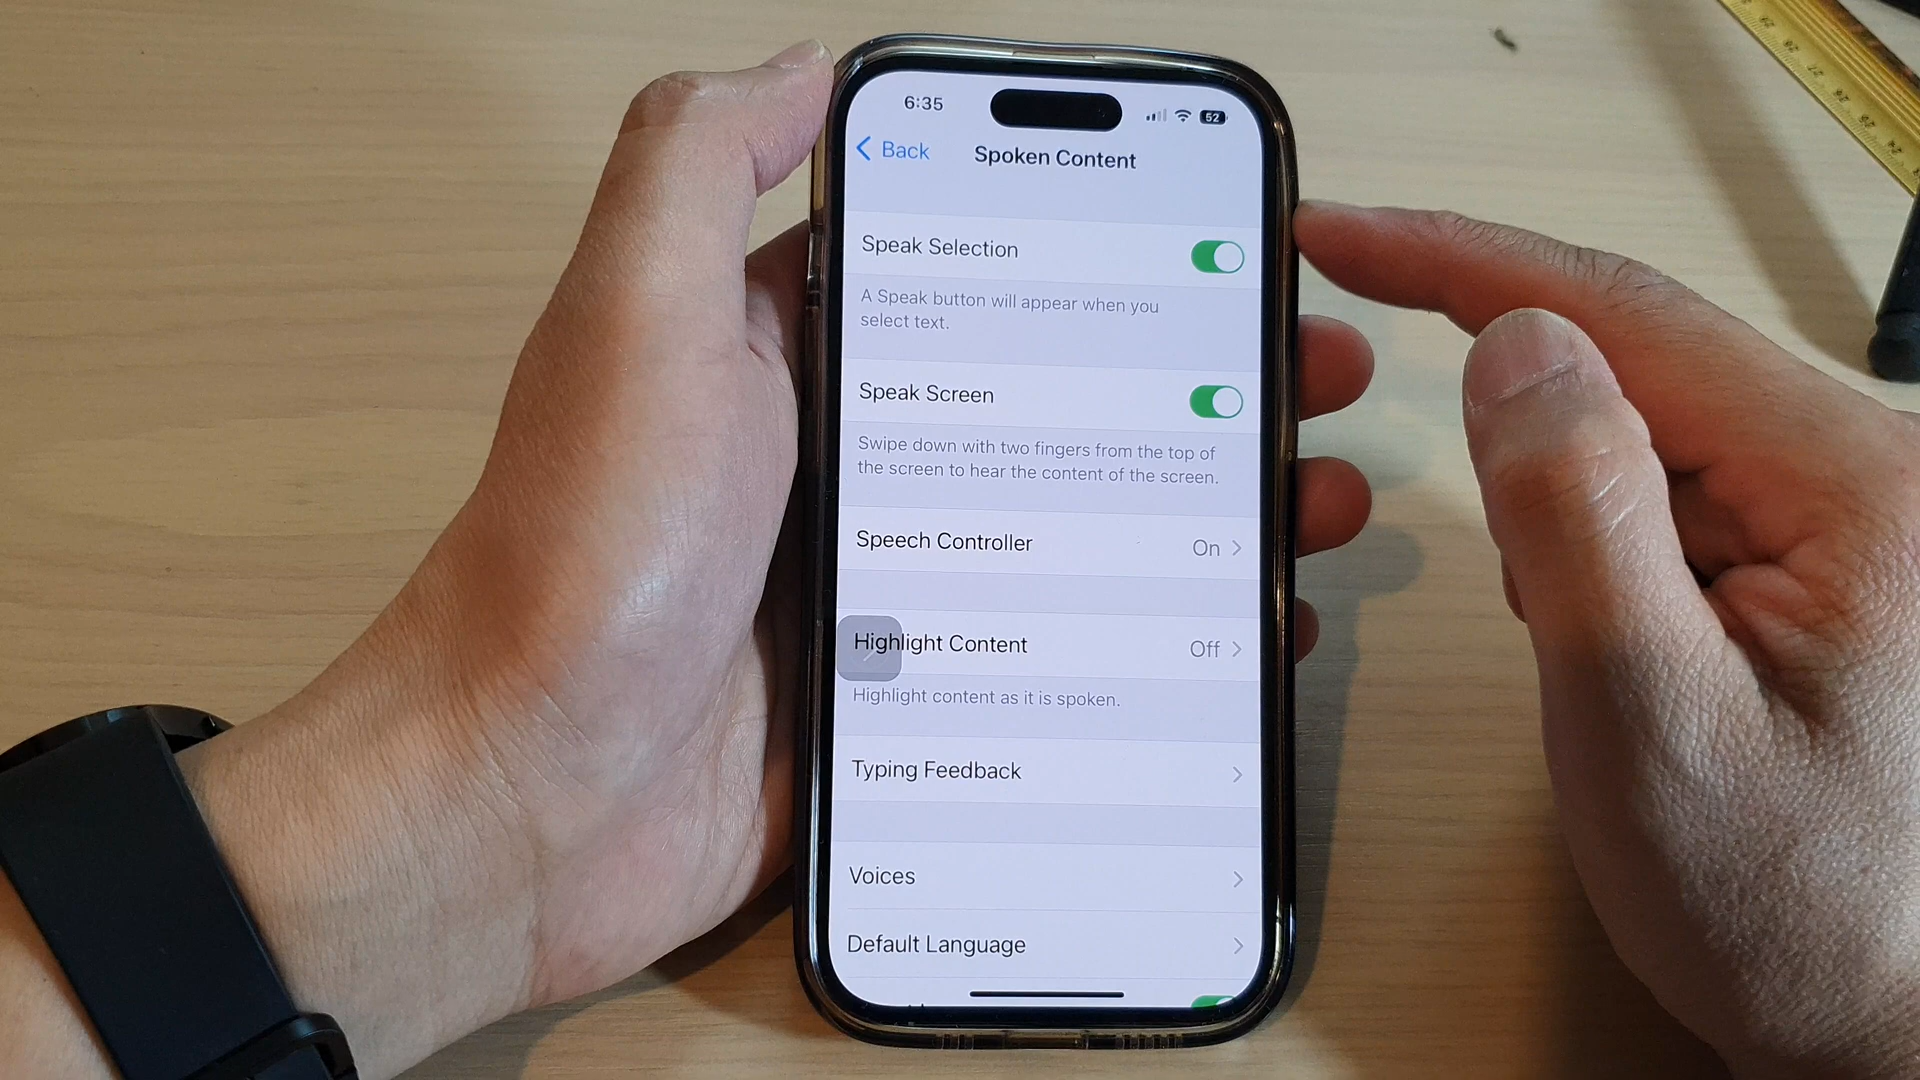 6:35
52
Back
Spoken Content
Speak Selection
A Speak button will appear when you
select text.
Speak Screen
Swipe down with two fingers from the top of
the screen to hear the content of the screen.
Speech Controller On
Highlight Content Off
Highlight content as it is spoken.
Typing Feedback
Voices
Default Language